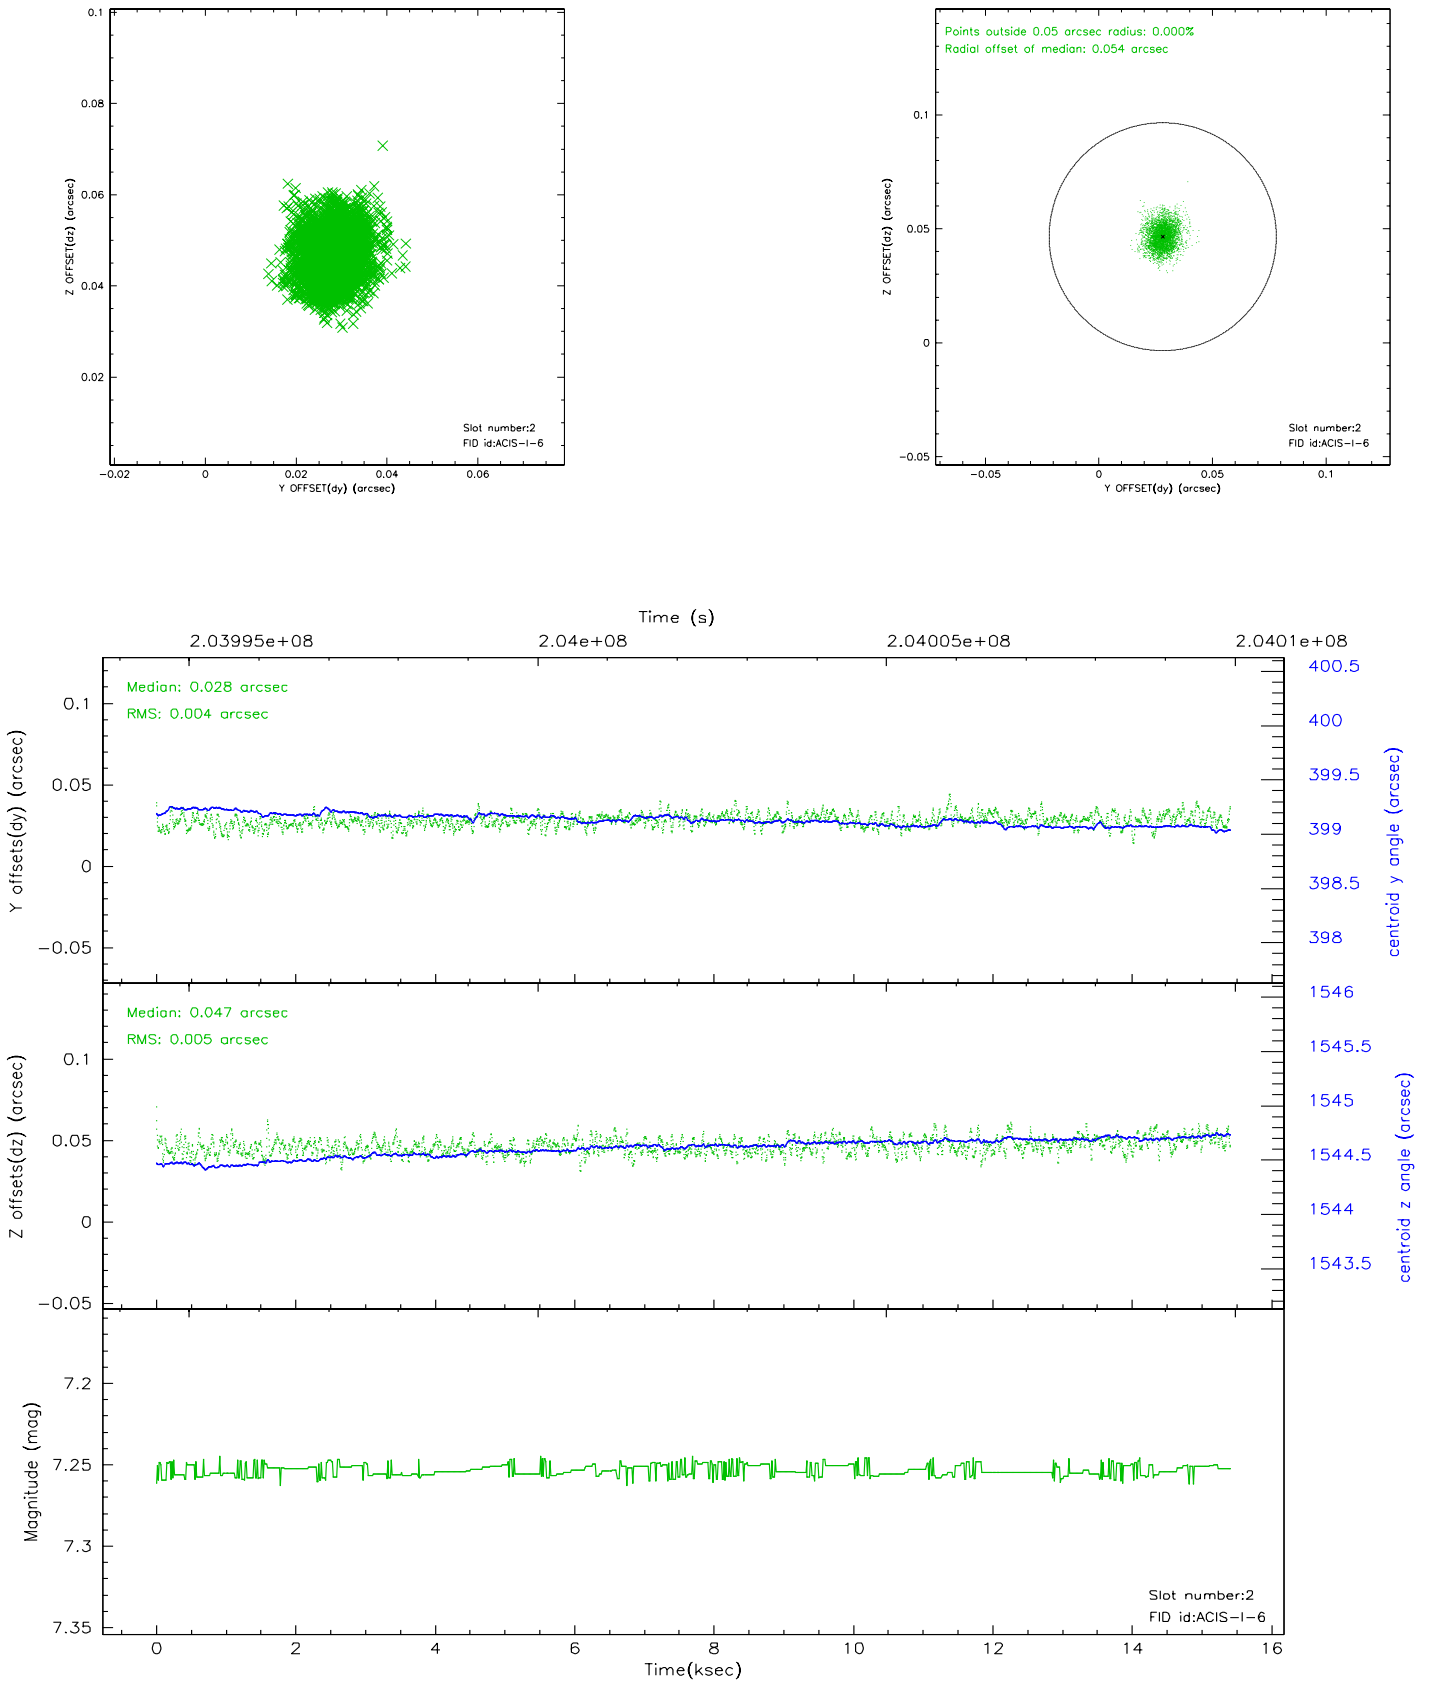 0.1
0.08
0.06
0.04
0.02
Z OFFSET(dz) (arcsec)
Slot number:2
FID id:ACIS-I-6
-0.02 0 0.02 0.04 0.06
Y OFFSET(dy) (arcsec)
Points outside 0.05 arcsec radius: 0.000%
Radial offset of median: 0.054 arcsec
0.1
0.05
0
-0.05
Z OFFSET(dz) (arcsec)
Slot number:2
FID id:ACIS-I-6
-0.05 0 0.05 0.1
Y OFFSET(dy) (arcsec)
Time (s)
2.03995e+08 2.04e+08 2.04005e+08 2.0401e+08
Median: 0.028 arcsec
RMS: 0.004 arcsec
0.1
0.05
0
-0.05
Y offsets(dy) (arcsec)
400.5
400
399.5
399
398.5
398
centroid y angle (arcsec)
Median: 0.047 arcsec
RMS: 0.005 arcsec
0.1
0.05
0
-0.05
Z offsets(dz) (arcsec)
1546
1545.5
1545
1544.5
1544
1543.5
centroid z angle (arcsec)
7.2
7.25
7.3
7.35
Magnitude (mag)
Slot number:2
FID id:ACIS-I-6
0 2 4 6 8 10 12 14 16
Time(ksec)